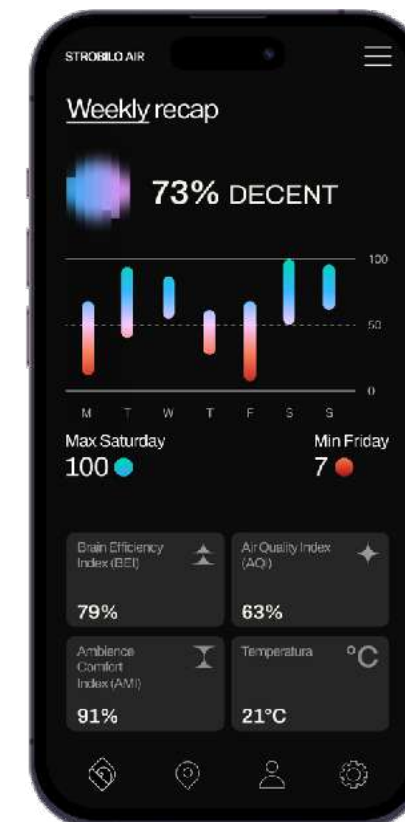 STROBILO AIR
Weekly recap
73% DECENT
100
50
0
M T W T F S S
Max Saturday
100
Min Friday
7
Brain Efficiency
Index (BEI)
79%
Air Quality Index
(AQI)
63%
Ambience
Comfort
Index (AMI)
91%
Temperatura
°C
21°C